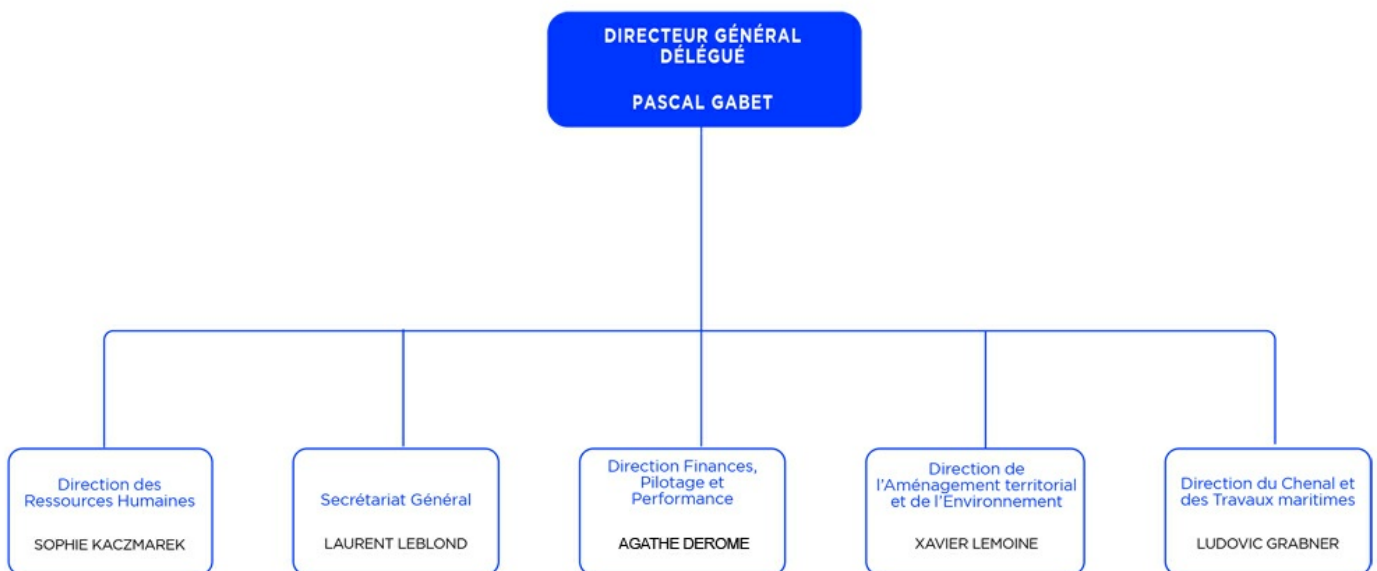 DIRECTEUR GÉNÉRAL
DÉLÉGUÉ
PASCAL GABET
Direction des
Ressources Humaines
SOPHIE KACZMAREK
Secrétariat Général
LAURENT LEBLOND
Direction Finances,
Pilotage et
Performance
AGATHE DEROME
Direction de
l'Aménagement territorial
et de l'Environnement
XAVIER LEMOINE
Direction du Chenal et
des Travaux maritimes
LUDOVIC GRABNER